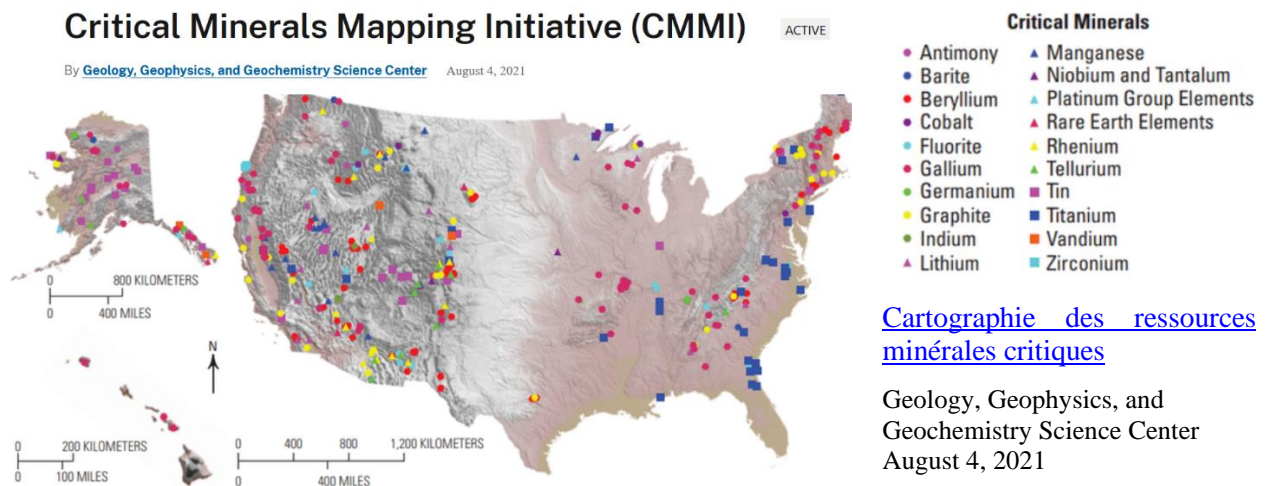 Critical Minerals Mapping Initiative (CMMI)
ACTIVE
By Geology, Geophysics, and Geochemistry Science Center August 4, 2021
0 800 KILOMETERS
0 400 MILES
N
0 200 KILOMETERS
0 100 MILES
0 400 800 1,200 KILOMETERS
0 400 MILES
Critical Minerals
Antimony
Barite
Beryllium
Cobalt
Fluorite
Gallium
Germanium
Graphite
Indium
Lithium
Manganese
Niobium and Tantalum
Platinum Group Elements
Rare Earth Elements
Rhenium
Tellurium
Tin
Titanium
Vandium
Zirconium
Cartographie des ressources
minérales critiques
Geology, Geophysics, and
Geochemistry Science Center
August 4, 2021